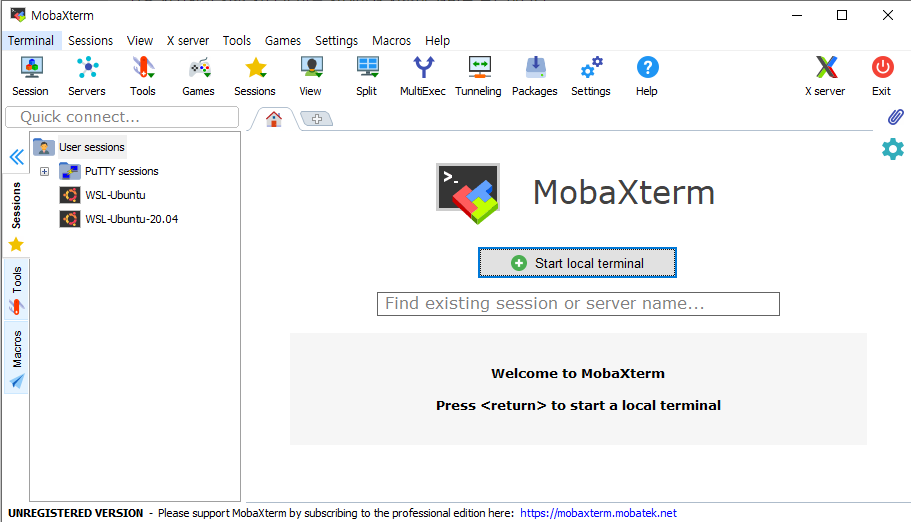 MobaXterm
Terminal Sessions View X server Tools Games Settings Macros Help
Session Servers Tools Games Sessions View Split MultiExec Tunneling Packages Settings Help X server Exit
Quick connect...
User sessions
PuTTY sessions
WSL-Ubuntu
WSL-Ubuntu-20.04
Sessions
Tools
Macros
>_
MobaXterm
Start local terminal
Find existing session or server name...
Welcome to MobaXterm
Press <return> to start a local terminal
UNREGISTERED VERSION - Please support MobaXterm by subscribing to the professional edition here: https://mobaxterm.mobatek.net